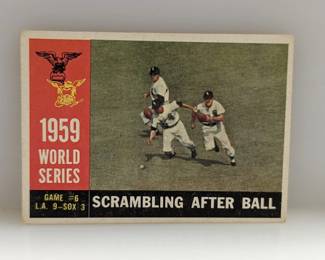 1959
WORLD
SERIES
GAME #6
L.A. 9-SOX 3
SCRAMBLING AFTER BALL